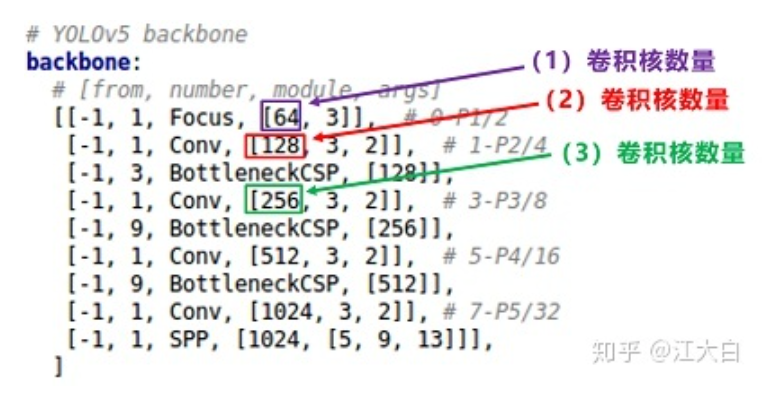 # YOLOv5 backbone
backbone:
# [from, number, module, args]
（1）卷积核数量
[[-1, 1, Focus, [64, 3]], # 0-P1/2
（2）卷积核数量
[-1, 1, Conv, [128, 3, 2]], # 1-P2/4
（3）卷积核数量
[-1, 3, BottleneckCSP, [128]],
[-1, 1, Conv, [256, 3, 2]], # 3-P3/8
[-1, 9, BottleneckCSP, [256]],
[-1, 1, Conv, [512, 3, 2]], # 5-P4/16
[-1, 9, BottleneckCSP, [512]],
[-1, 1, Conv, [1024, 3, 2]], # 7-P5/32
[-1, 1, SPP, [1024, [5, 9, 13]]],
]
知乎 @江大白